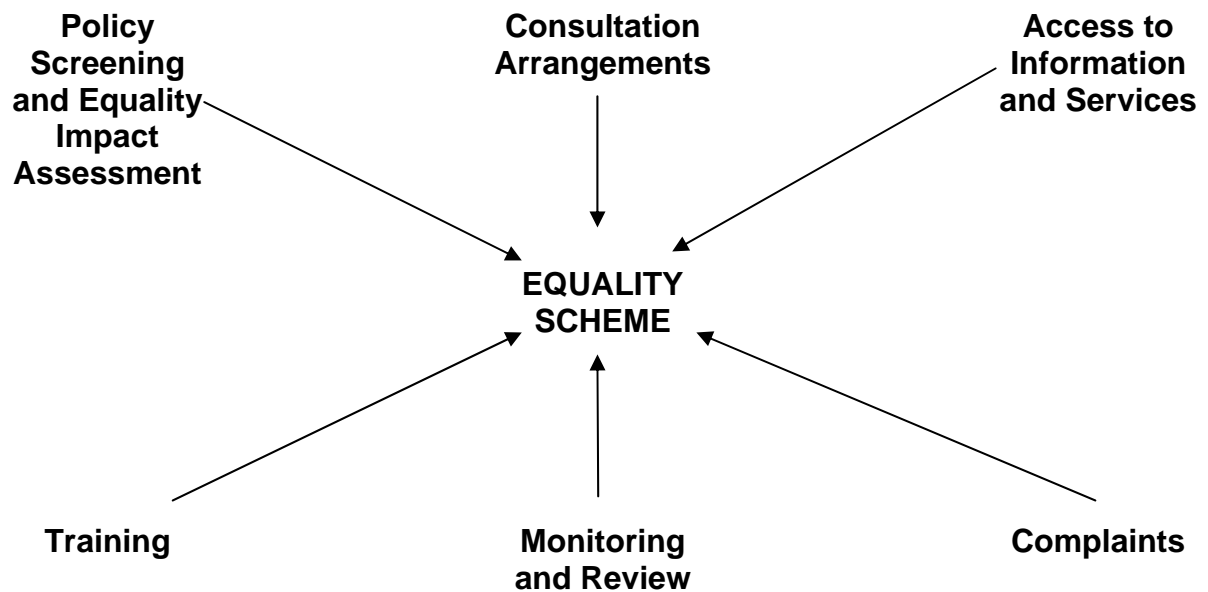 Policy
Screening
and Equality
Impact
Assessment
Consultation
Arrangements
Access to
Information
and Services
EQUALITY
SCHEME
Training
Monitoring
and Review
Complaints